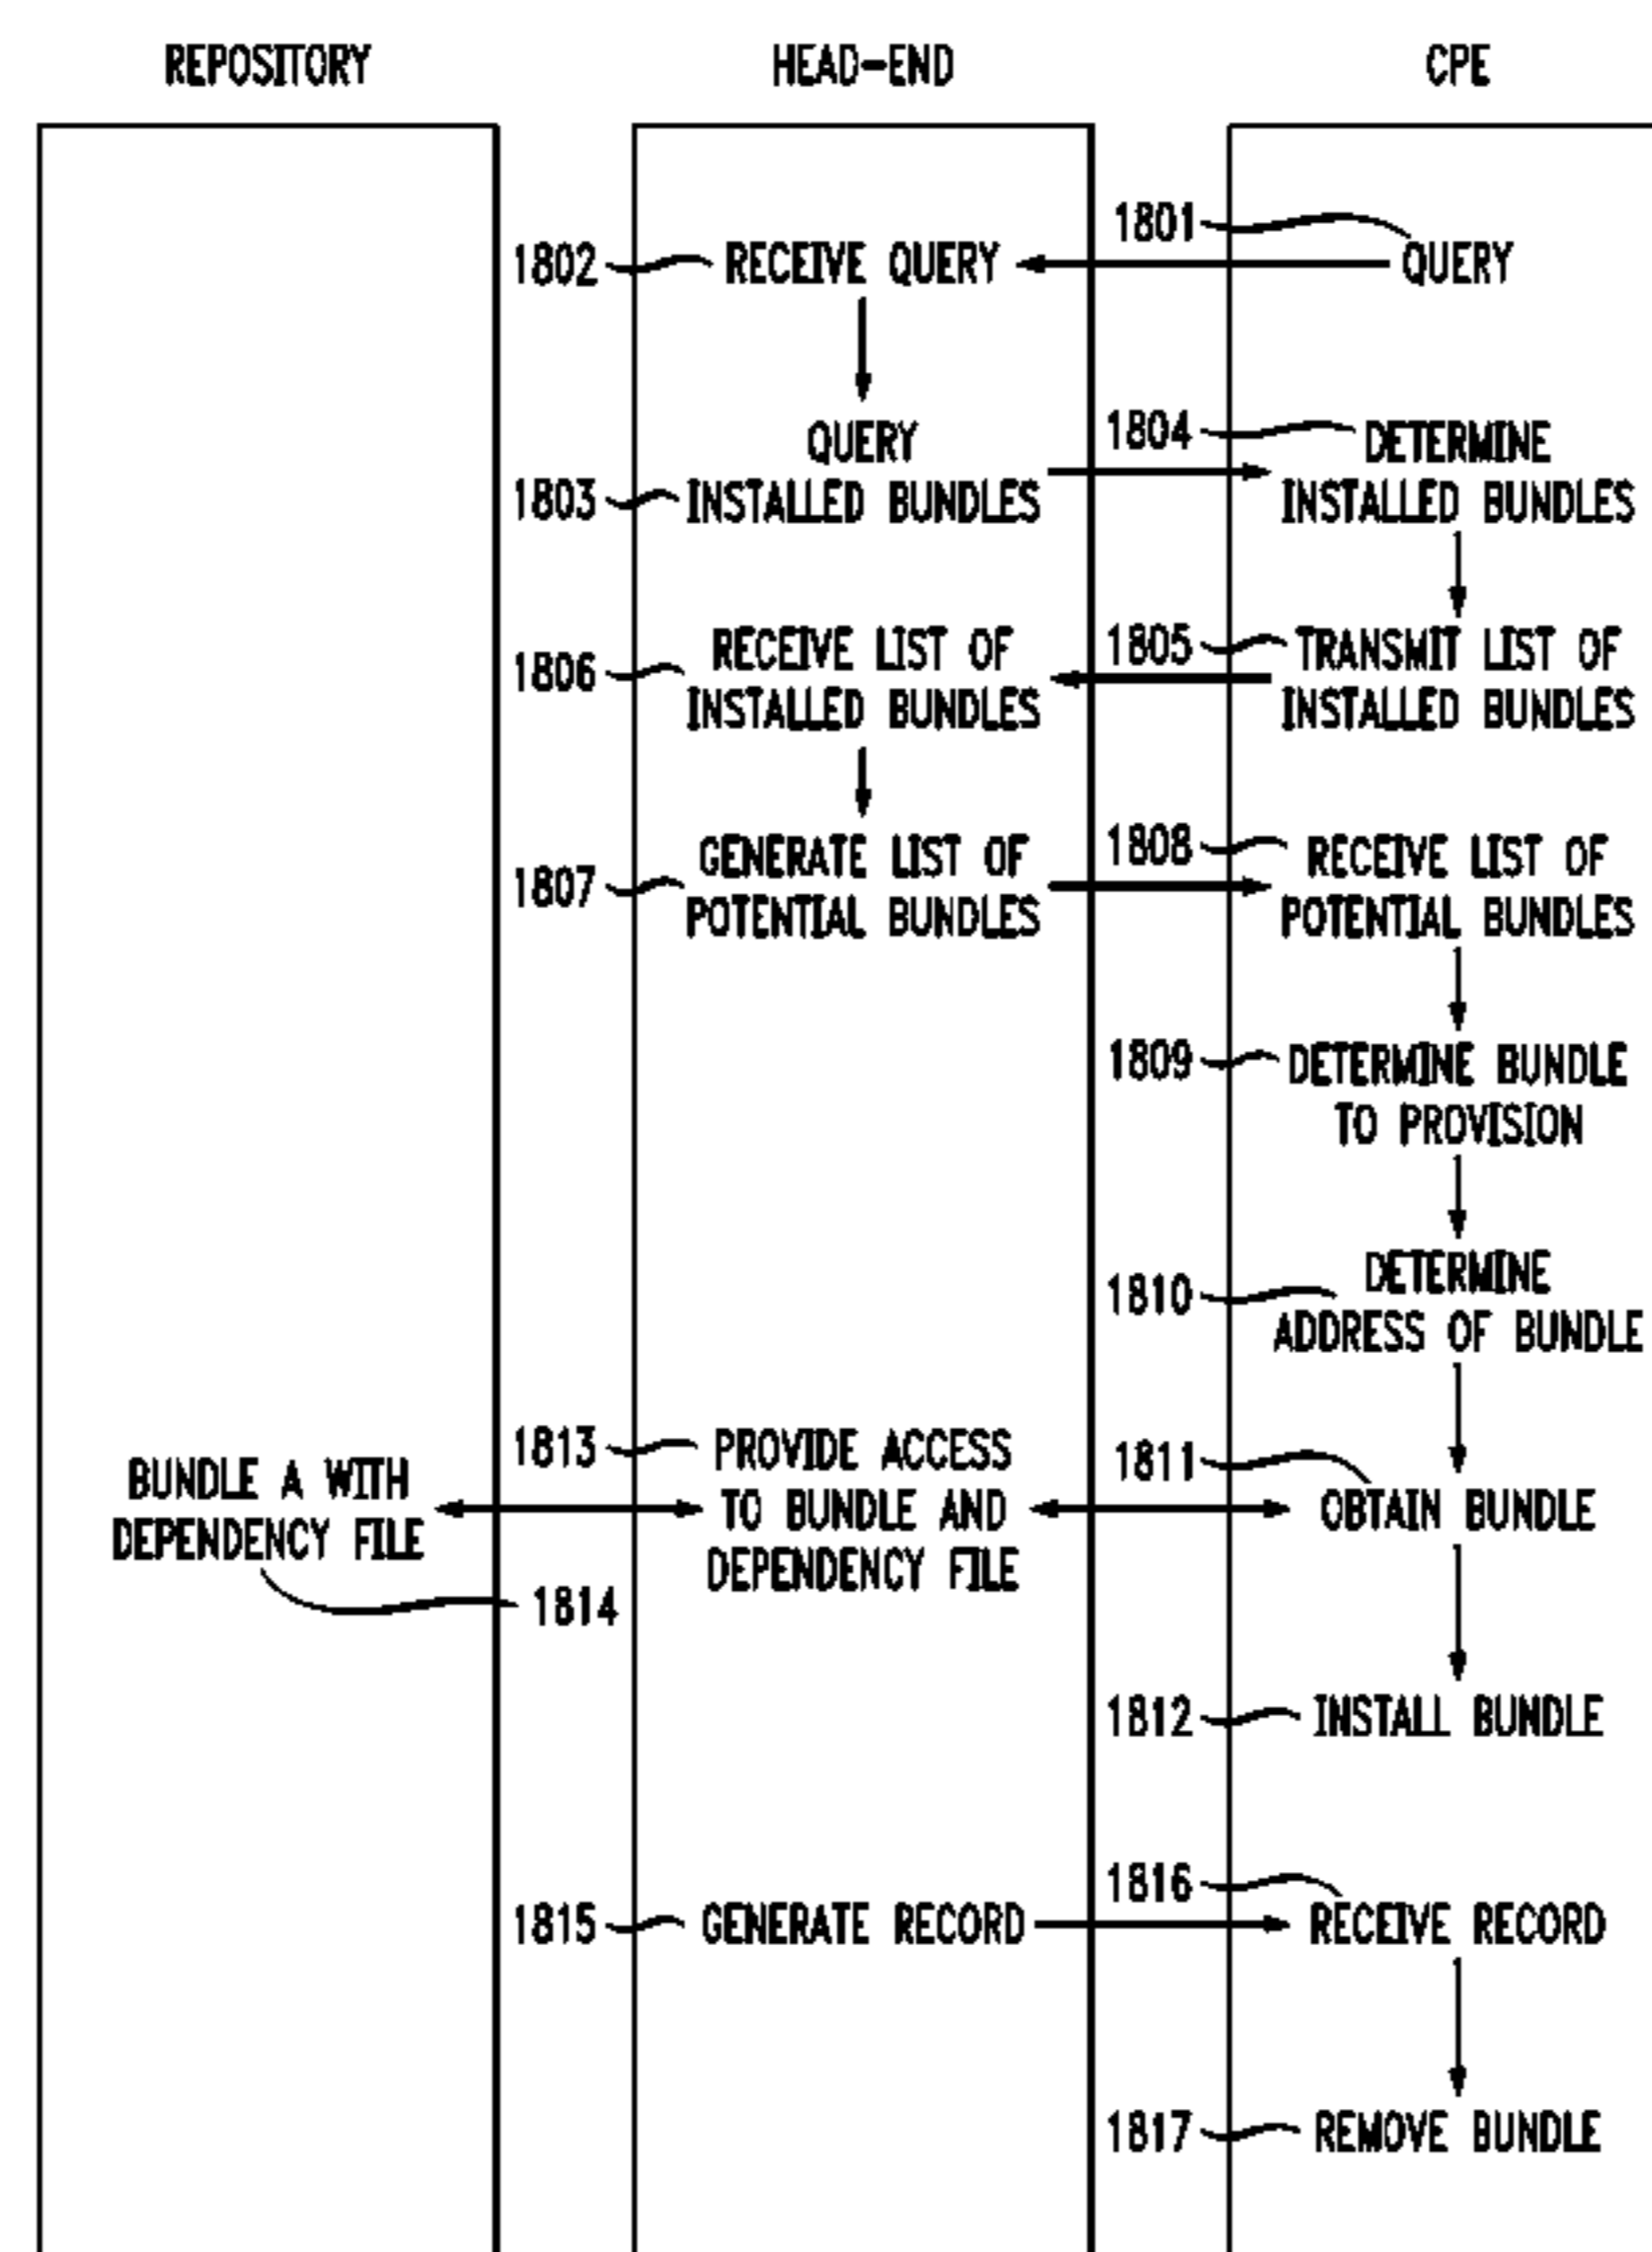 REPOSITORY
HEAD-END
CPE
1801
1802
RECEIVE QUERY
QUERY
1803
QUERY
INSTALLED BUNDLES
1804
DETERMINE
INSTALLED BUNDLES
1806
RECEIVE LIST OF
INSTALLED BUNDLES
1805
TRANSMIT LIST OF
INSTALLED BUNDLES
1807
GENERATE LIST OF
POTENTIAL BUNDLES
1808
RECEIVE LIST OF
POTENTIAL BUNDLES
1809
DETERMINE BUNDLE
TO PROVISION
1810
DETERMINE
ADDRESS OF BUNDLE
BUNDLE A WITH
DEPENDENCY FILE
1814
1813
PROVIDE ACCESS
TO BUNDLE AND
DEPENDENCY FILE
1811
OBTAIN BUNDLE
1812
INSTALL BUNDLE
1815
GENERATE RECORD
1816
RECEIVE RECORD
1817
REMOVE BUNDLE